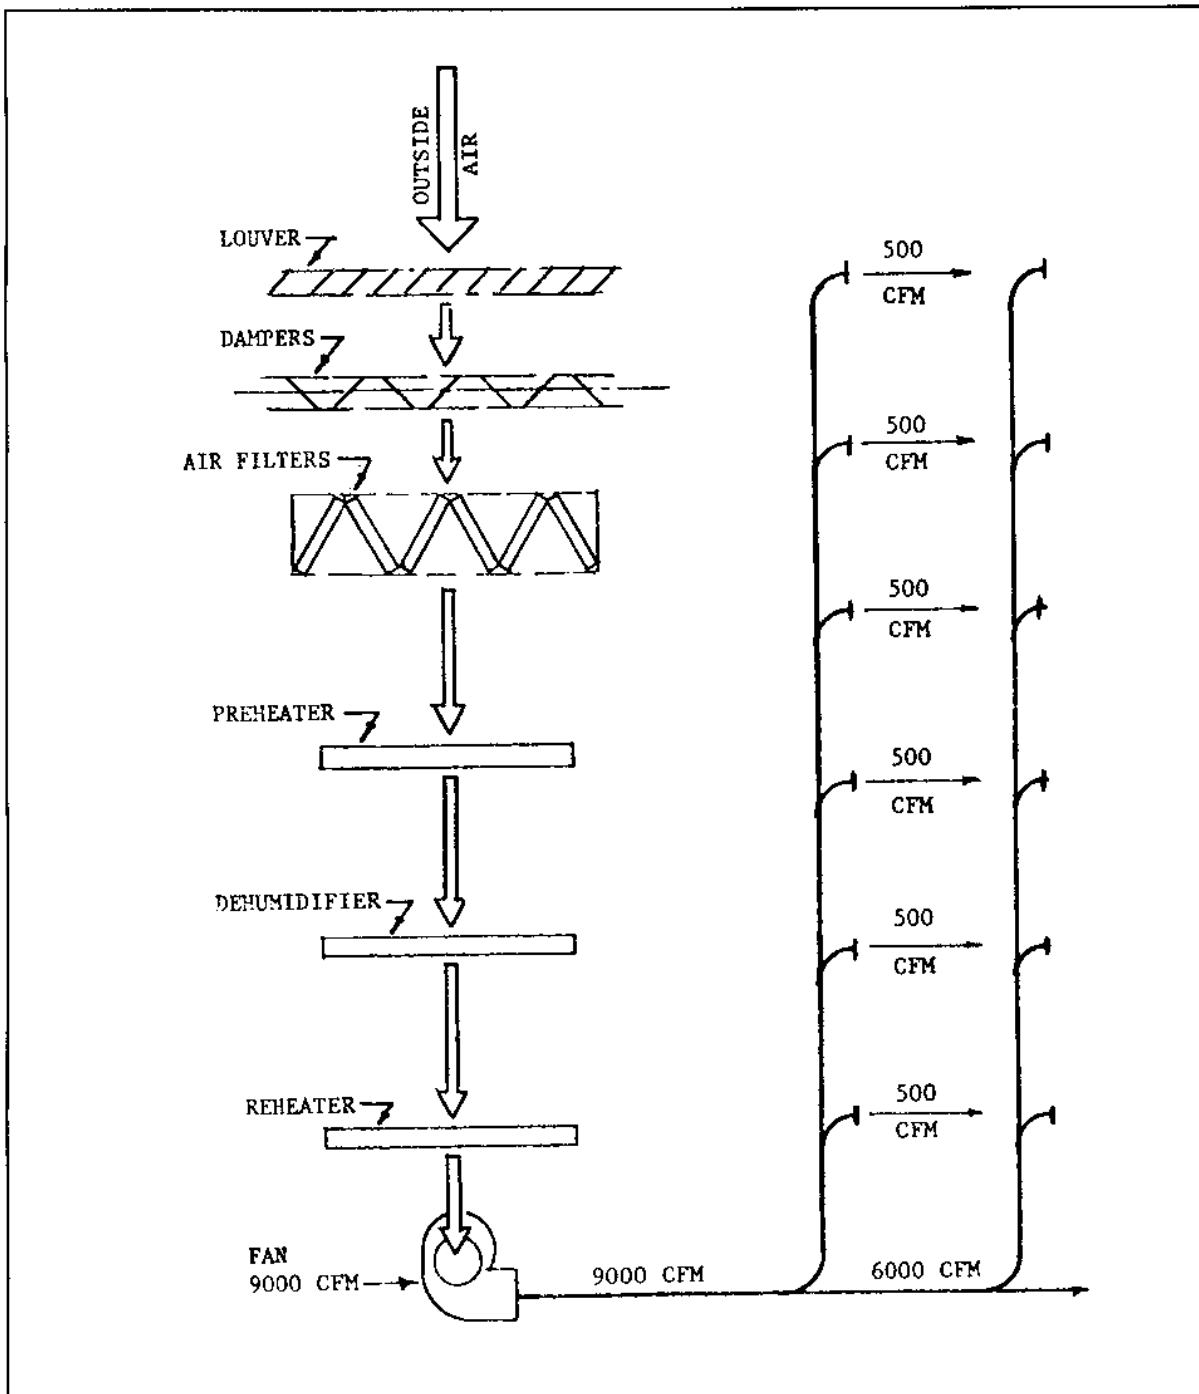 OUTSIDE
AIR
LOUVER
DAMPERS
AIR FILTERS
PREHEATER
DEHUMIDIFIER
REHEATER
FAN
9000 CFM
9000 CFM
6000 CFM
500
CFM
500
CFM
500
CFM
500
CFM
500
CFM
500
CFM